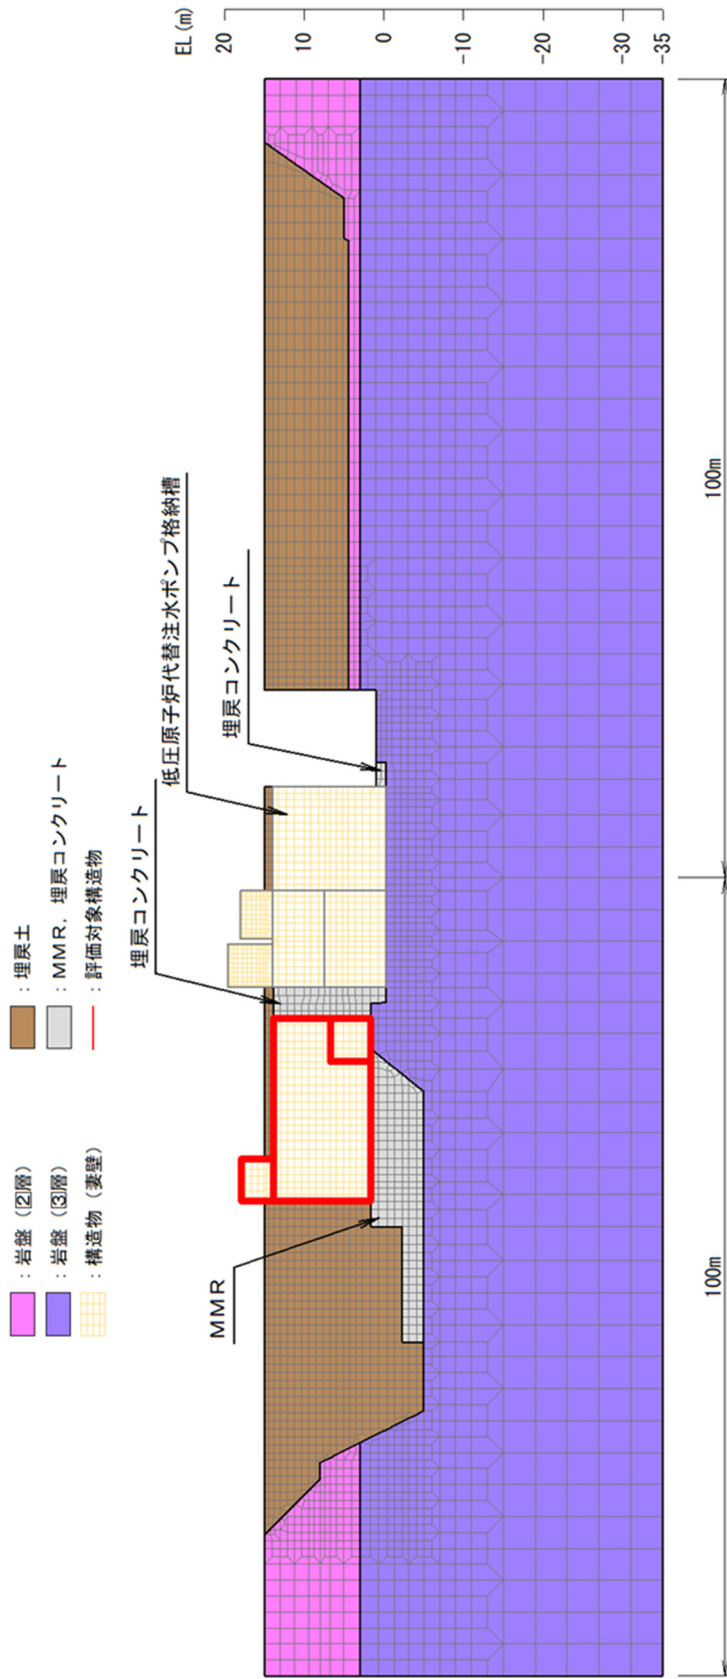 ：岩盤（②層）
：岩盤（③層）
：構造物（妻壁）
：埋戻土
：MMR，埋戻コンクリート
：評価対象構造物
MMR
埋戻コンクリート
低圧原子炉代替注水ポンプ格納槽
埋戻コンクリート
EL(m)
20
10
0
-10
-20
-30
-35
100m
100m